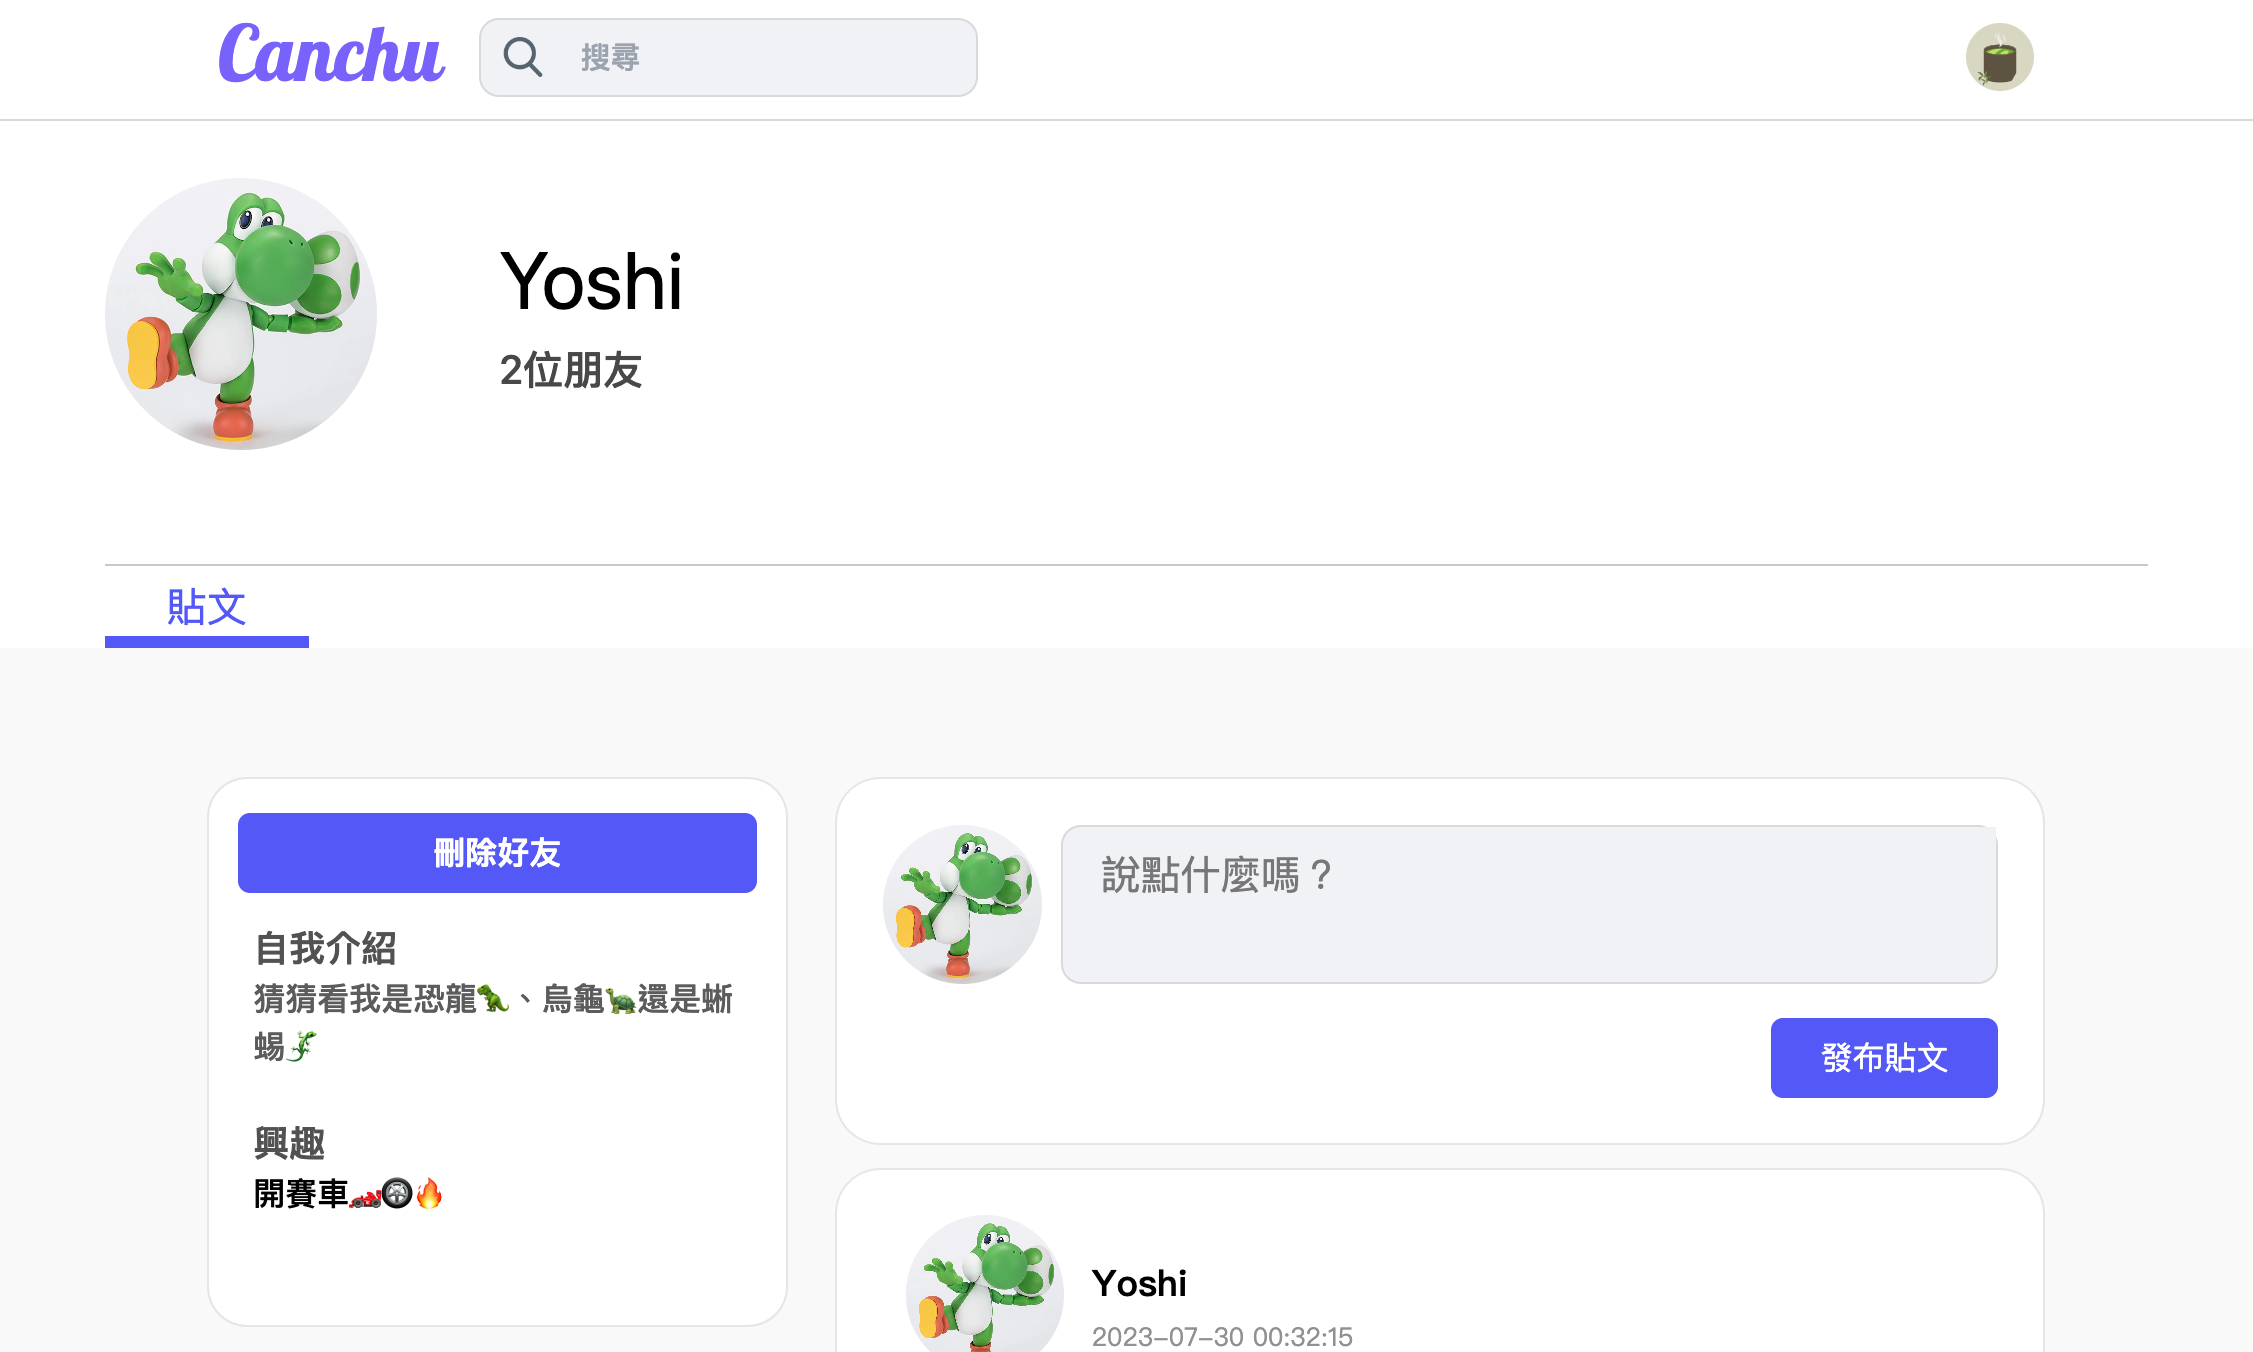 Canchu
搜尋
Yoshi
2位朋友
貼文
刪除好友
自我介紹
猜猜看我是恐龍🦖、烏龜🐢還是蜥
蜴🦎
興趣
開賽車🏎️🛞🔥
說點什麼嗎？
發布貼文
Yoshi
2023-07-30 00:32:15